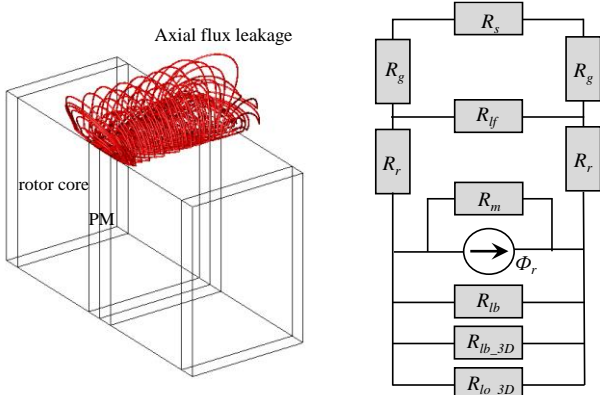 Axial flux leakage
rotor core
PM
R_s
R_g
R_g
R_lf
R_r
R_r
R_m
Φ_r
R_lb
R_lb_3D
R_lo_3D